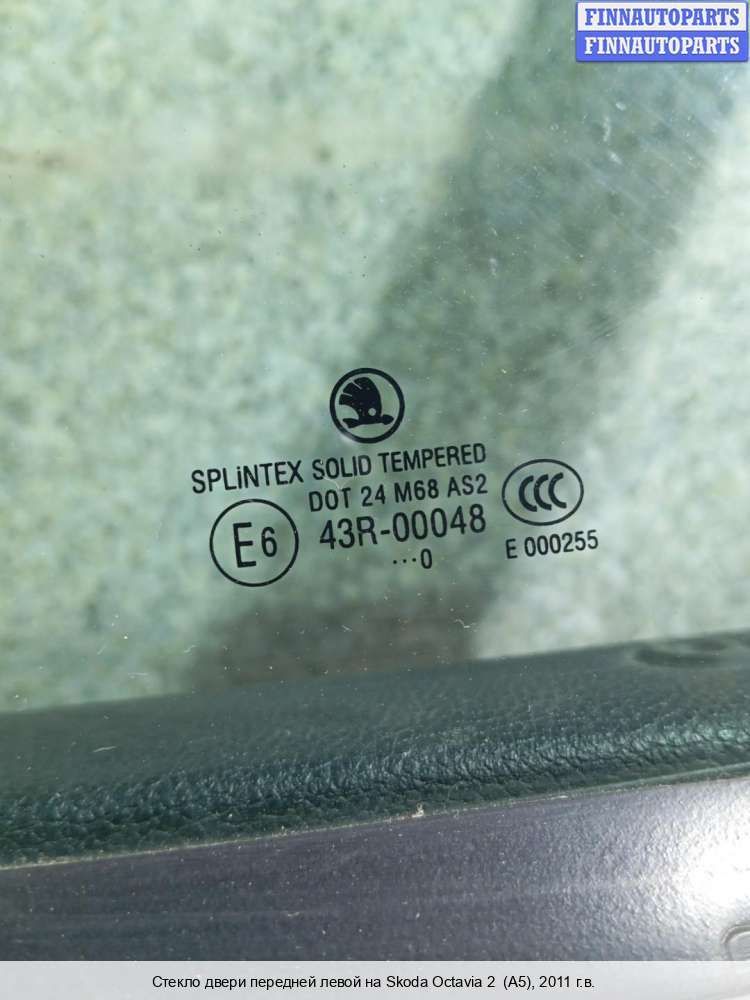 FINNAUTOPARTS
FINNAUTOPARTS
SPLiNTEX SOLID TEMPERED
DOT 24 M68 AS2
E6
43R-00048
CCC
···0
E 000255
Стекло двери передней левой на Skoda Octavia 2 (A5), 2011 г.в.